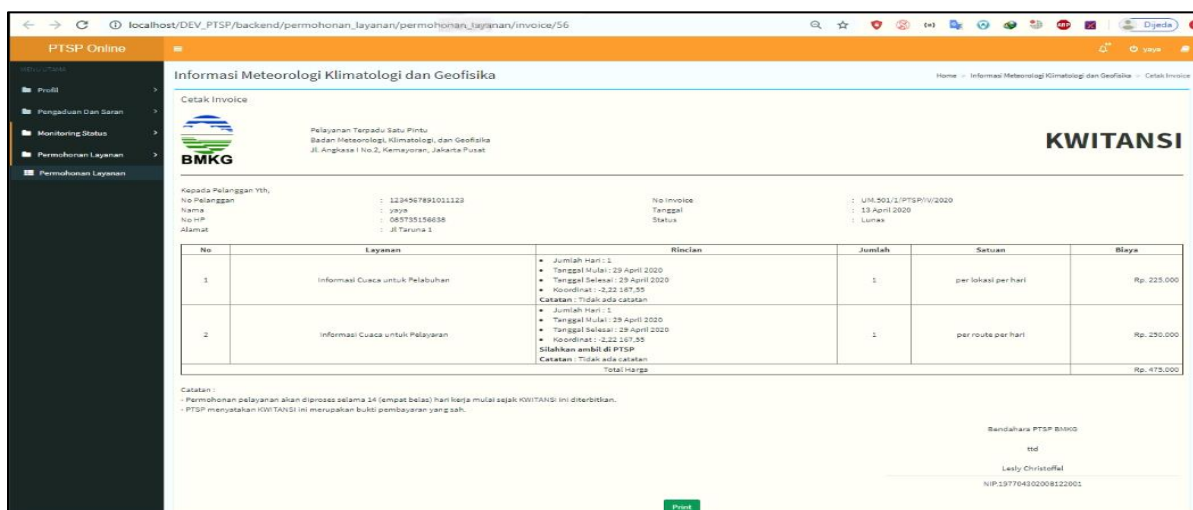 localhost/DEV_PTSP/backend/permohonan_layanan/permohonan_layanan/invoice/56
Dijeda
PTSP Online
yaya
MENU UTAMA
Profil
Pengaduan Dan Saran
Monitoring Status
Permohonan Layanan
Permohonan Layanan
Informasi Meteorologi Klimatologi dan Geofisika
Home > Informasi Meteorologi Klimatologi dan Geofisika > Cetak Invoice
Cetak Invoice
BMKG
Pelayanan Terpadu Satu Pintu
Badan Meteorologi, Klimatologi, dan Geofisika
Jl. Angkasa I No.2, Kemayoran, Jakarta Pusat
KWITANSI
Kepada Pelanggan Yth,
No Pelanggan : 1234567891011123
Nama : yaya
No HP : 085735156638
Alamat : Jl Taruna 1
No Invoice : UM.501/1/PTSP/IV/2020
Tanggal : 13 April 2020
Status : Lunas
No Layanan Rincian Jumlah Satuan Biaya
1 Informasi Cuaca untuk Pelabuhan
• Jumlah Hari : 1
• Tanggal Mulai : 29 April 2020
• Tanggal Selesai : 29 April 2020
• Koordinat : -2,22 167,55
Catatan : Tidak ada catatan
1 per lokasi per hari Rp. 225.000
2 Informasi Cuaca untuk Pelayaran
• Jumlah Hari : 1
• Tanggal Mulai : 29 April 2020
• Tanggal Selesai : 29 April 2020
• Koordinat : -2,22 167,55
Silahkan ambil di PTSP
Catatan : Tidak ada catatan
1 per route per hari Rp. 250.000
Total Harga Rp. 475.000
Catatan :
- Permohonan pelayanan akan diproses selama 14 (empat belas) hari kerja mulai sejak KWITANSI ini diterbitkan.
- PTSP menyatakan KWITANSI ini merupakan bukti pembayaran yang sah.
Bendahara PTSP BMKG
ttd
Lesly Christoffel
NIP.197704302008122001
Print